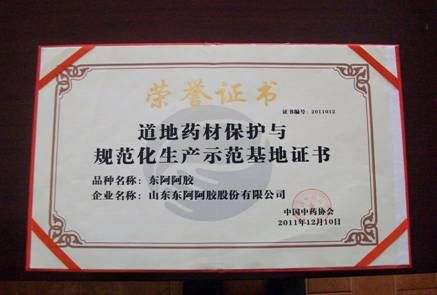 荣誉证书
证书编号：2011012
道地药材保护与
规范化生产示范基地证书
品种名称：东阿阿胶
企业名称：山东东阿阿胶股份有限公司
中国中药协会
2011年12月10日